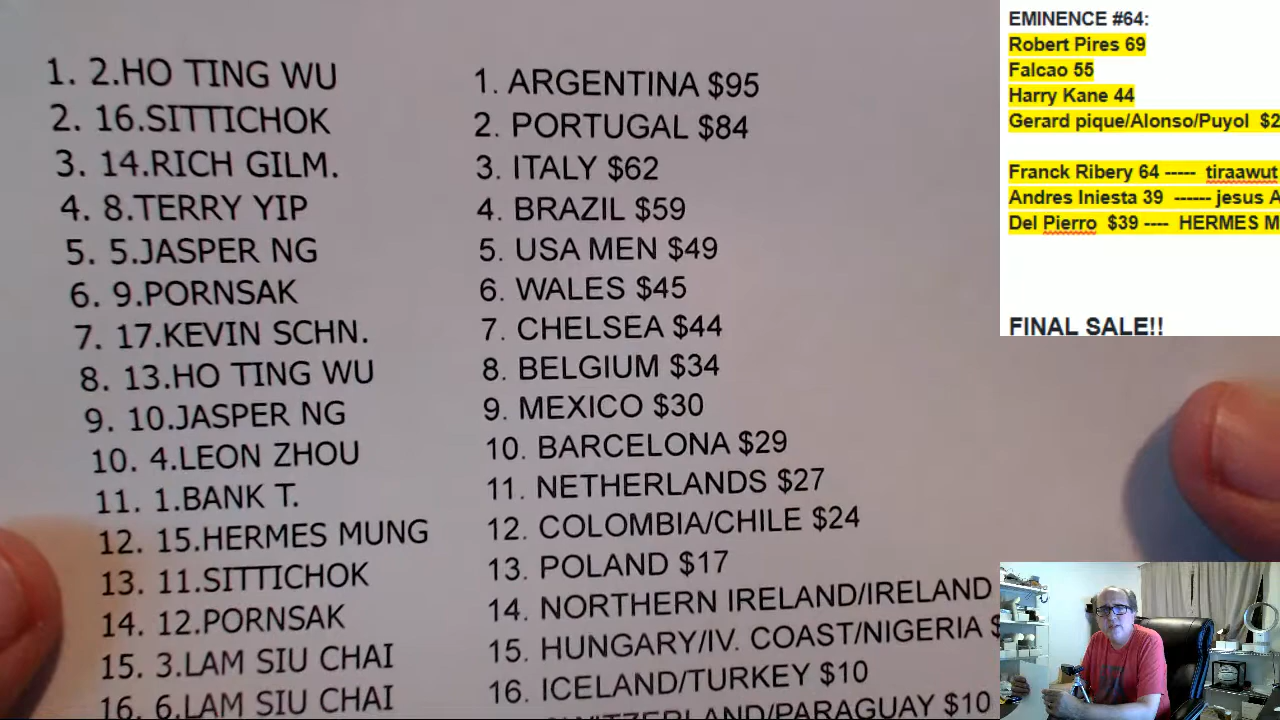 1. 2.HO TING WU
2. 16.SITTICHOK
3. 14.RICH GILM.
4. 8.TERRY YIP
5. 5.JASPER NG
6. 9.PORNSAK
7. 17.KEVIN SCHN.
8. 13.HO TING WU
9. 10.JASPER NG
10. 4.LEON ZHOU
11. 1.BANK T.
12. 15.HERMES MUNG
13. 11.SITTICHOK
14. 12.PORNSAK
15. 3.LAM SIU CHAI
16. 6.LAM SIU CHAI
1. ARGENTINA $95
2. PORTUGAL $84
3. ITALY $62
4. BRAZIL $59
5. USA MEN $49
6. WALES $45
7. CHELSEA $44
8. BELGIUM $34
9. MEXICO $30
10. BARCELONA $29
11. NETHERLANDS $27
12. COLOMBIA/CHILE $24
13. POLAND $17
14. NORTHERN IRELAND/IRELAND
15. HUNGARY/IV. COAST/NIGERIA $
16. ICELAND/TURKEY $10
SWITZERLAND/PARAGUAY $10
EMINENCE #64:
Robert Pires 69
Falcao 55
Harry Kane 44
Gerard pique/Alonso/Puyol $2
Franck Ribery 64 ----- tiraawut
Andres Iniesta 39 ------ jesus A
Del Pierro $39 ---- HERMES M
FINAL SALE!!